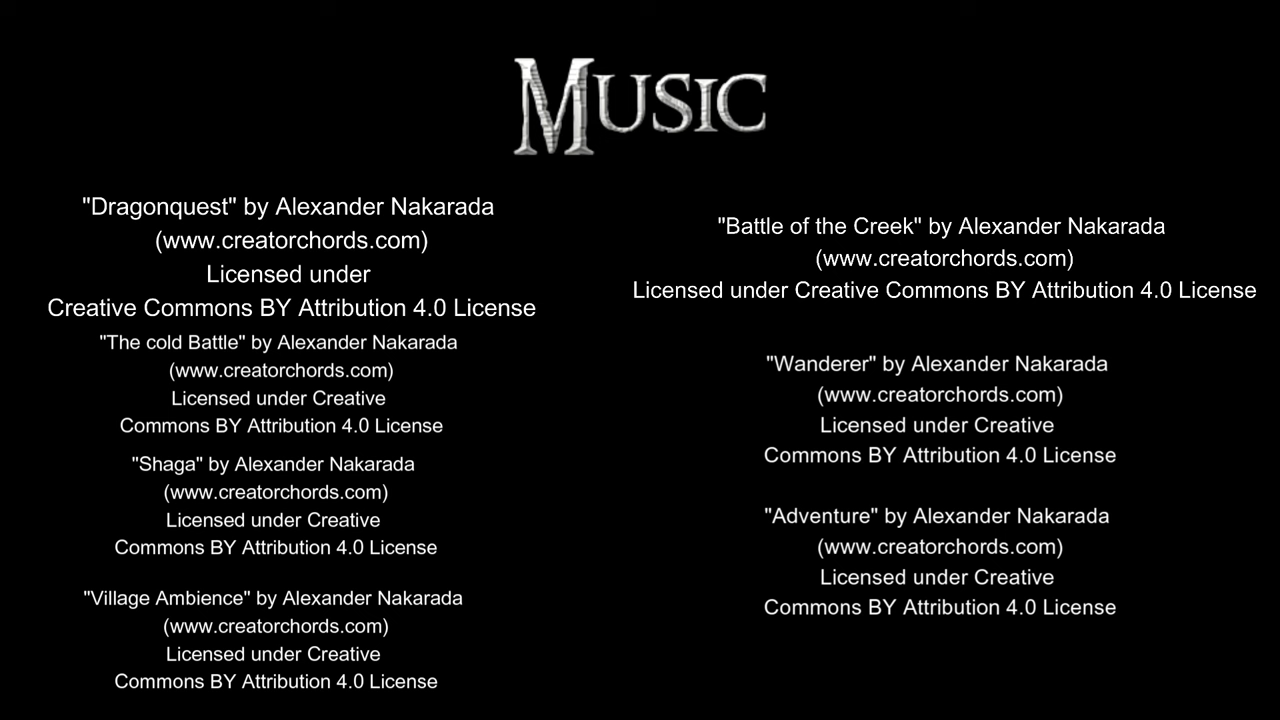 Music
"Dragonquest" by Alexander Nakarada
(www.creatorchords.com)
Licensed under
Creative Commons BY Attribution 4.0 License
"The cold Battle" by Alexander Nakarada
(www.creatorchords.com)
Licensed under Creative
Commons BY Attribution 4.0 License
"Shaga" by Alexander Nakarada
(www.creatorchords.com)
Licensed under Creative
Commons BY Attribution 4.0 License
"Village Ambience" by Alexander Nakarada
(www.creatorchords.com)
Licensed under Creative
Commons BY Attribution 4.0 License
"Battle of the Creek" by Alexander Nakarada
(www.creatorchords.com)
Licensed under Creative Commons BY Attribution 4.0 License
"Wanderer" by Alexander Nakarada
(www.creatorchords.com)
Licensed under Creative
Commons BY Attribution 4.0 License
"Adventure" by Alexander Nakarada
(www.creatorchords.com)
Licensed under Creative
Commons BY Attribution 4.0 License